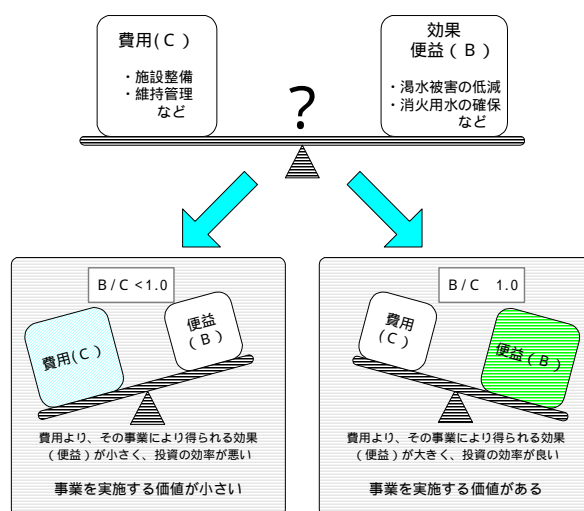 費用(C)
・施設整備
・維持管理
など
効果
便益(B)
・渇水被害の低減
・消火用水の確保
など
?
B/C<1.0
費用(C)
便益
(B)
費用より、その事業により得られる効果
(便益)が小さく、投資の効率が悪い
事業を実施する価値が小さい
B/C 1.0
費用
(C)
便益(B)
費用より、その事業により得られる効果
(便益)が大きく、投資の効率が良い
事業を実施する価値がある